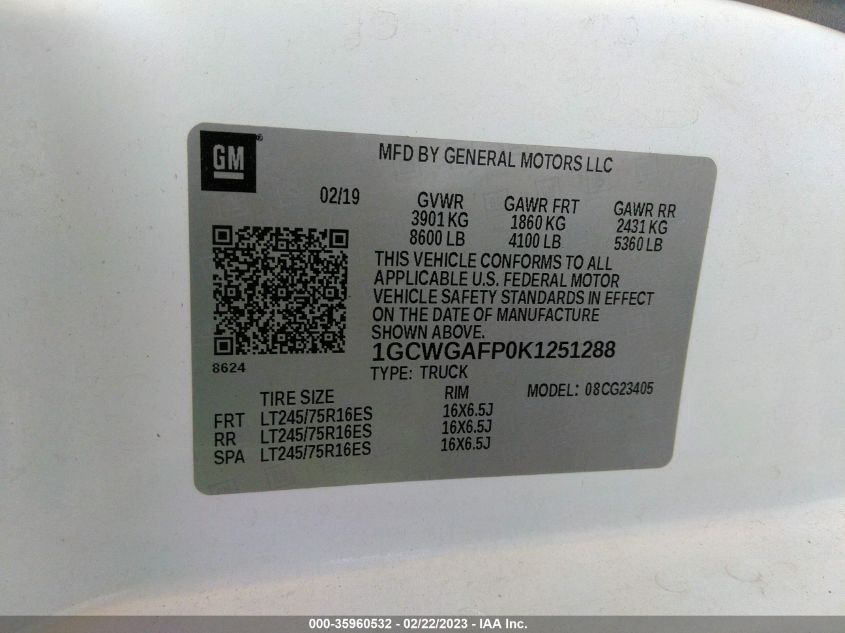 GM
MFD BY GENERAL MOTORS LLC
02/19
GVWR
3901 KG
8600 LB
GAWR FRT
1860 KG
4100 LB
GAWR RR
2431 KG
5360 LB
THIS VEHICLE CONFORMS TO ALL
APPLICABLE U.S. FEDERAL MOTOR
VEHICLE SAFETY STANDARDS IN EFFECT
ON THE DATE OF MANUFACTURE
SHOWN ABOVE.
8624
1GCWGAFP0K1251288
TYPE: TRUCK
MODEL: 08CG23405
TIRE SIZE RIM
FRT LT245/75R16ES 16X6.5J
RR LT245/75R16ES 16X6.5J
SPA LT245/75R16ES 16X6.5J
000-35960532 - 02/22/2023 - IAA Inc.